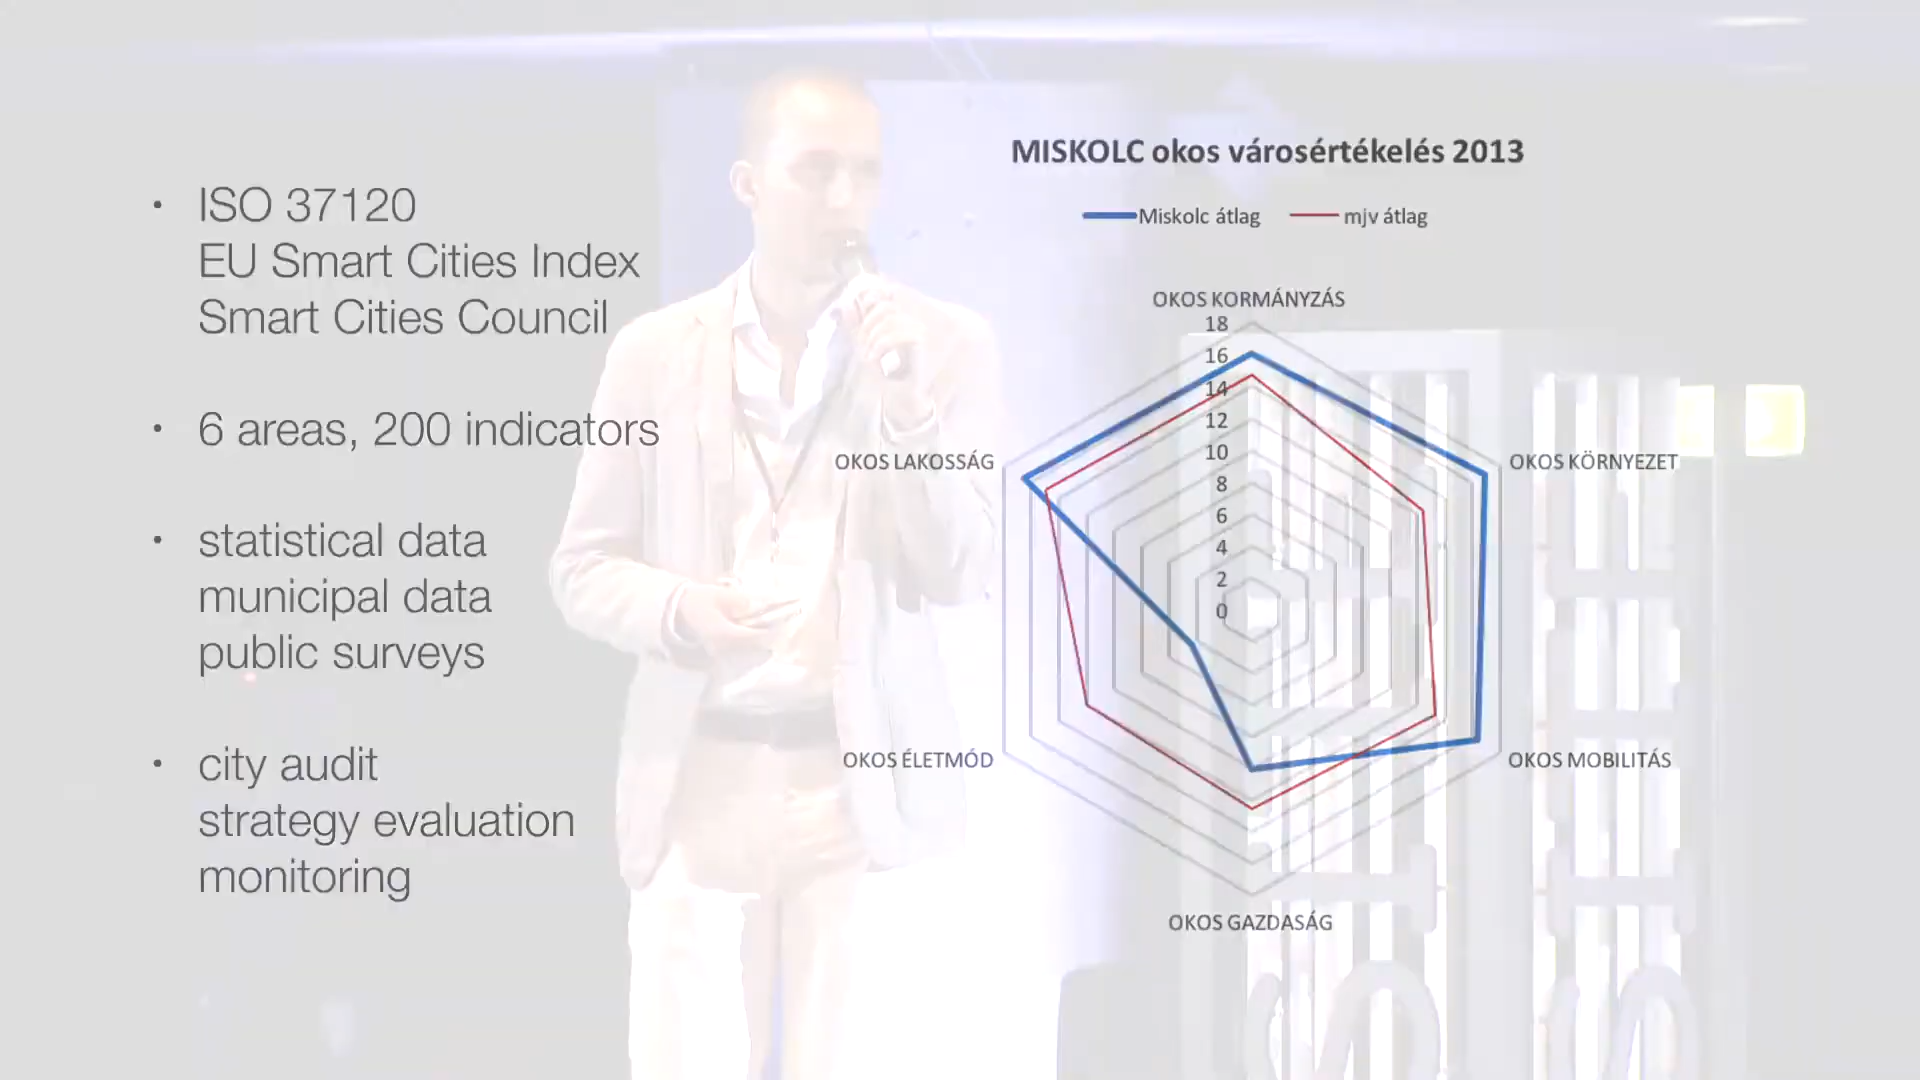 • ISO 37120
EU Smart Cities Index
Smart Cities Council
• 6 areas, 200 indicators
• statistical data
municipal data
public surveys
• city audit
strategy evaluation
monitoring
MISKOLC okos városértékelés 2013
Miskolc átlag mjv átlag
OKOS KORMÁNYZÁS
18
16
14
12
10
8
6
4
2
0
OKOS LAKOSSÁG
OKOS KÖRNYEZET
OKOS ÉLETMÓD
OKOS MOBILITÁS
OKOS GAZDASÁG